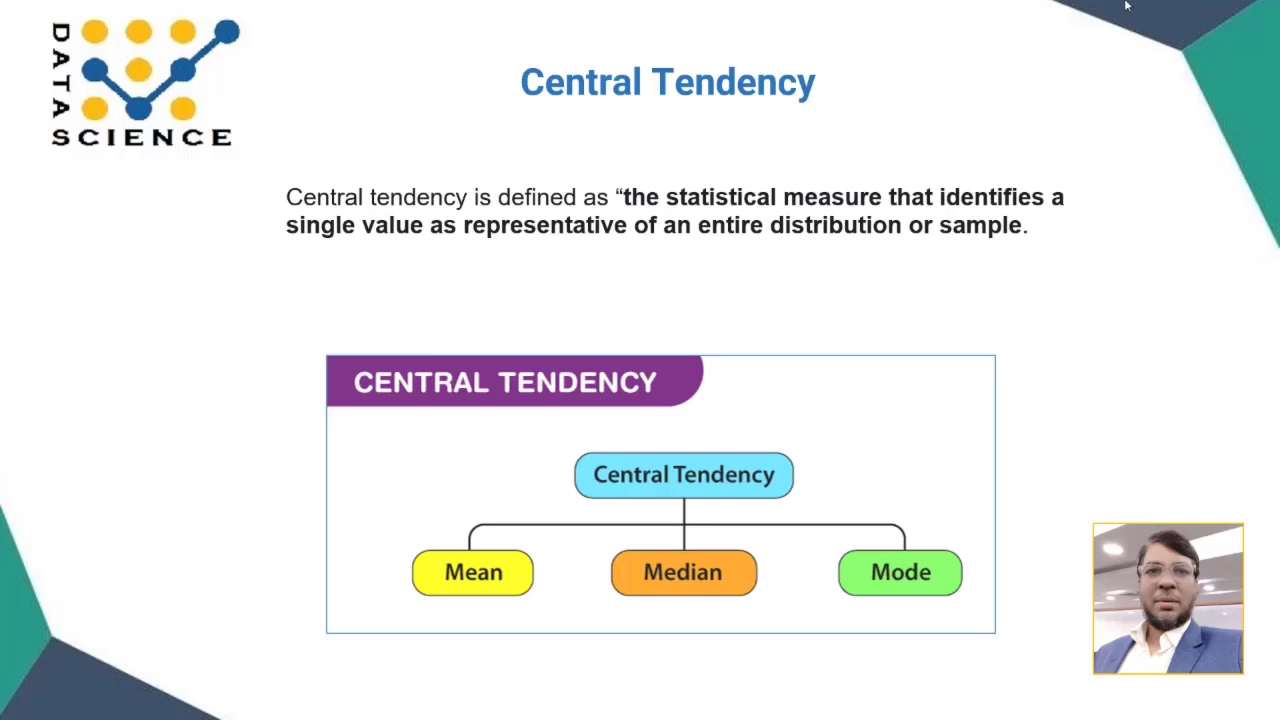 DATA
SCIENCE
Central Tendency
Central tendency is defined as “the statistical measure that identifies a
single value as representative of an entire distribution or sample.
CENTRAL TENDENCY
Central Tendency
Mean
Median
Mode